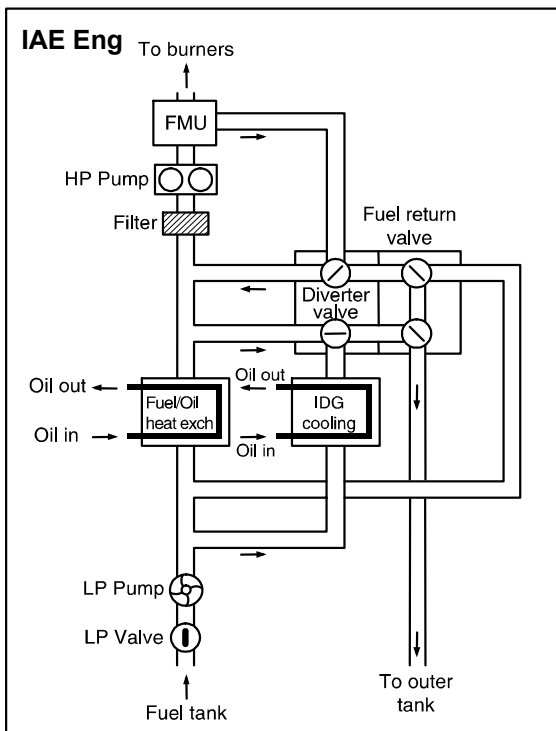 IAE Eng
To burners
FMU
HP Pump
Filter
Fuel return
valve
Diverter
valve
Oil out
Oil in
Fuel/Oil
heat exch
Oil out
Oil in
IDG
cooling
LP Pump
LP Valve
Fuel tank
To outer
tank